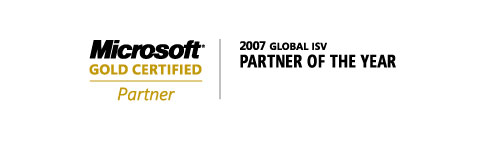 Microsoft®
GOLD CERTIFIED
Partner
2007 GLOBAL ISV
PARTNER OF THE YEAR